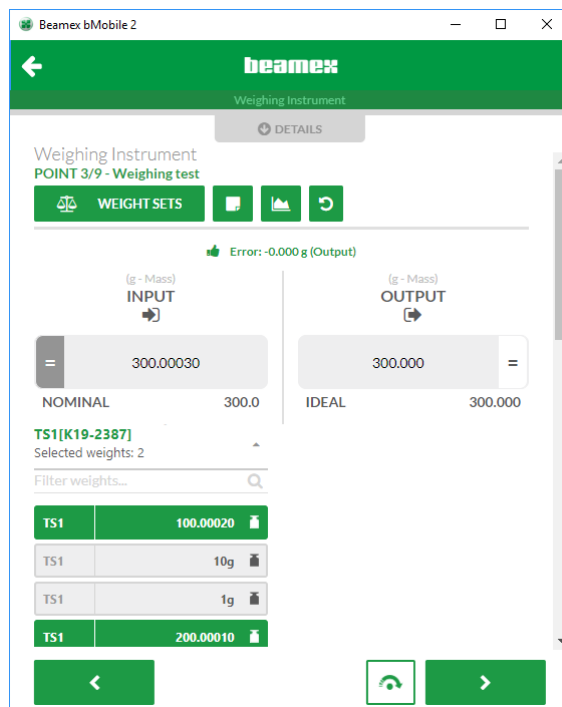 Beamex bMobile 2
beamex
Weighing Instrument
DETAILS
Weighing Instrument
POINT 3/9 - Weighing test
WEIGHT SETS
Error: -0.000 g (Output)
(g - Mass)
INPUT
= 300.00030
NOMINAL 300.0
(g - Mass)
OUTPUT
300.000 =
IDEAL 300.000
TS1[K19-2387]
Selected weights: 2
Filter weights...
TS1 100.00020
TS1 10g
TS1 1g
TS1 200.00010